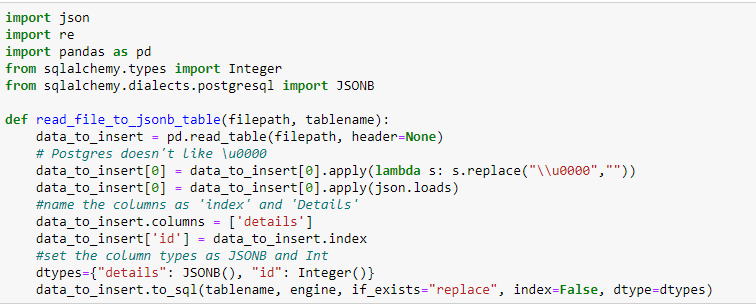 import json
import re
import pandas as pd
from sqlalchemy.types import Integer
from sqlalchemy.dialects.postgresql import JSONB

def read_file_to_jsonb_table(filepath, tablename):
    data_to_insert = pd.read_table(filepath, header=None)
    # Postgres doesn't like \u0000
    data_to_insert[0] = data_to_insert[0].apply(lambda s: s.replace("\\u0000",""))
    data_to_insert[0] = data_to_insert[0].apply(json.loads)
    #name the columns as 'index' and 'Details'
    data_to_insert.columns = ['details']
    data_to_insert['id'] = data_to_insert.index
    #set the column types as JSONB and Int
    dtypes={"details": JSONB(), "id": Integer()}
    data_to_insert.to_sql(tablename, engine, if_exists="replace", index=False, dtype=dtypes)